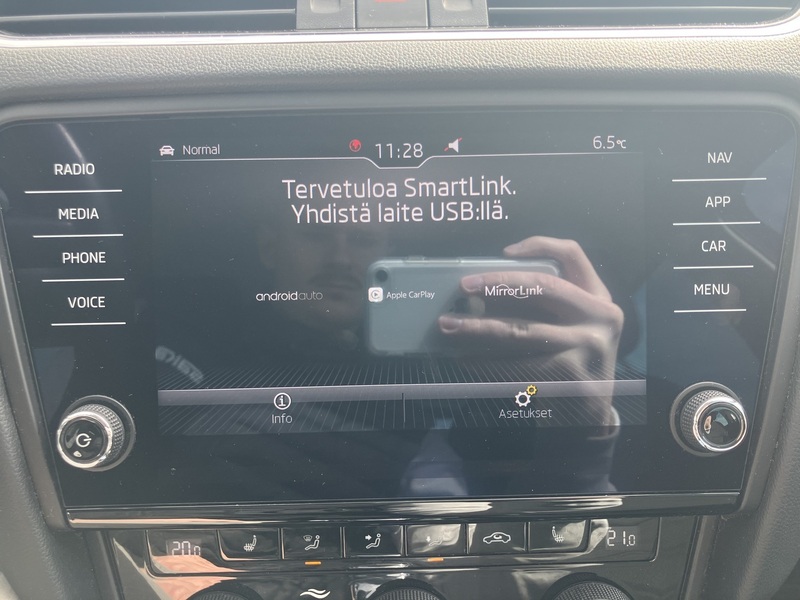 Normal
11:28
6.5°C
RADIO
MEDIA
PHONE
VOICE
Tervetuloa SmartLink.
Yhdistä laite USB:llä.
androidauto
Apple CarPlay
MirrorLink
Info
Asetukset
NAV
APP
CAR
MENU
20.0
21.0